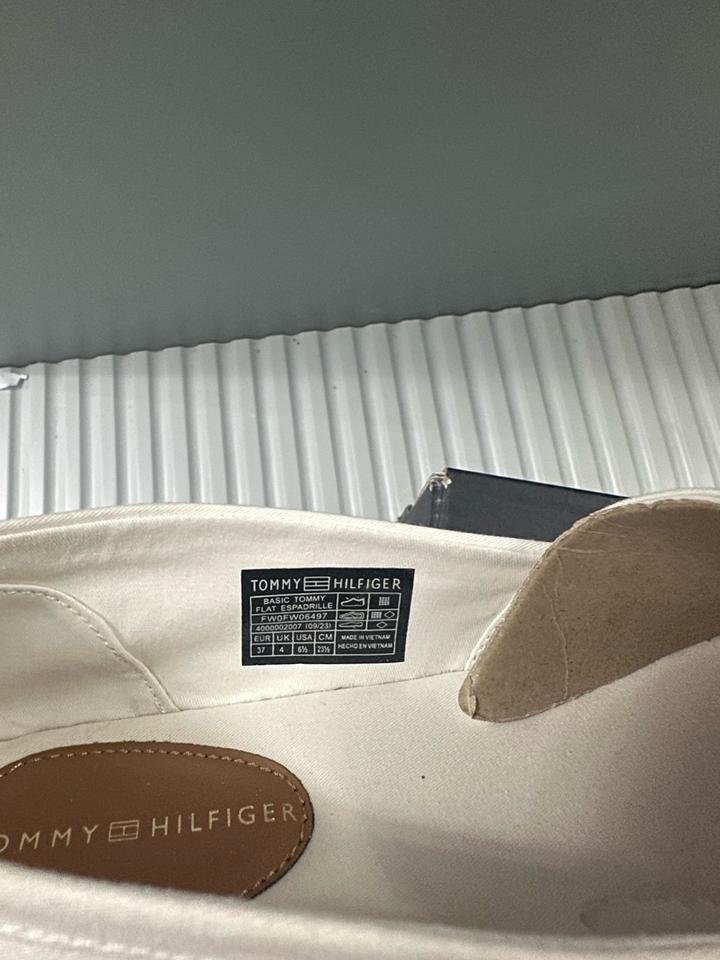 TOMMY HILFIGER
BASIC TOMMY
FLAT ESPADRILLE
FW0FW06497
4000002007 (09/23)
EUR UK USA CM
37 4 6½ 23½
MADE IN VIETNAM
HECHO EN VIETNAM
OMMY HILFIGER